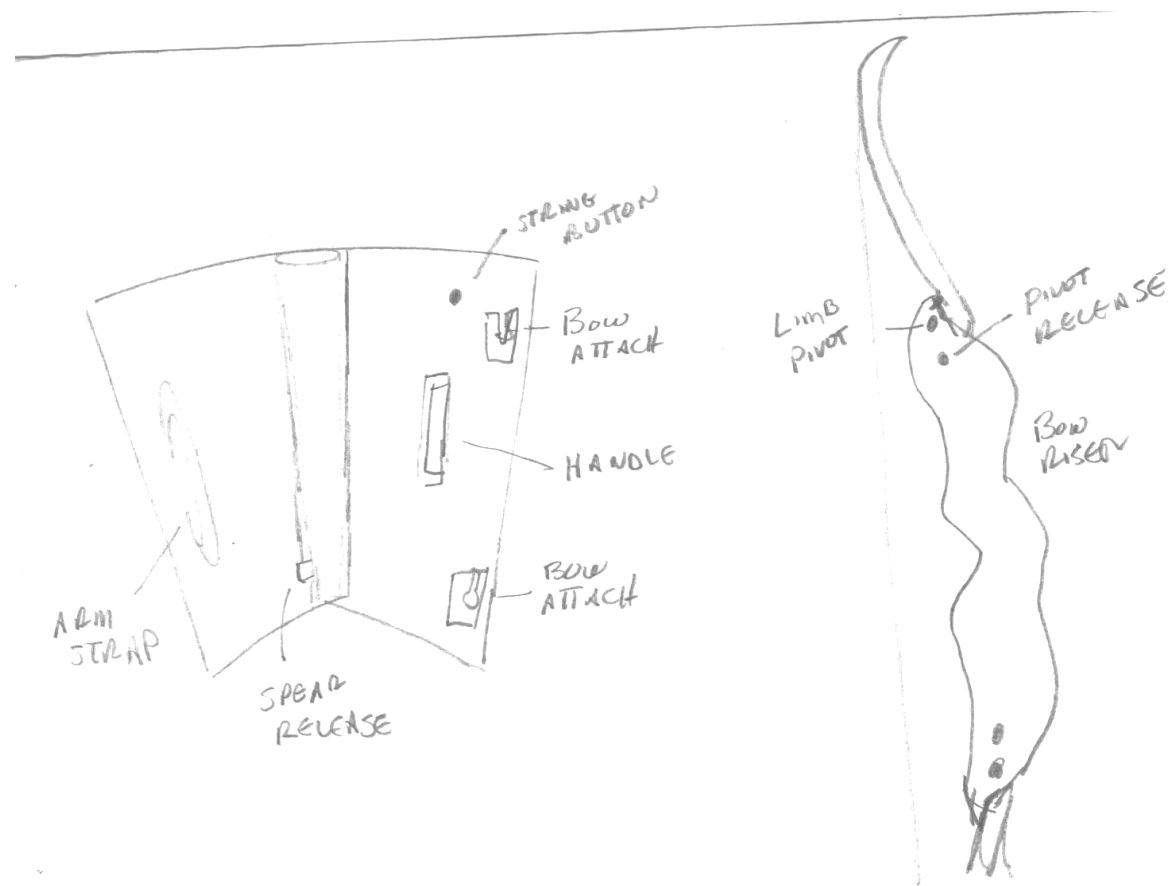 STRING
BUTTON
BOW
ATTACH
HANDLE
BOW
ATTACH
ARM
STRAP
SPEAR
RELEASE
LIMB
PIVOT
PIVOT
RELEASE
BOW
RISER